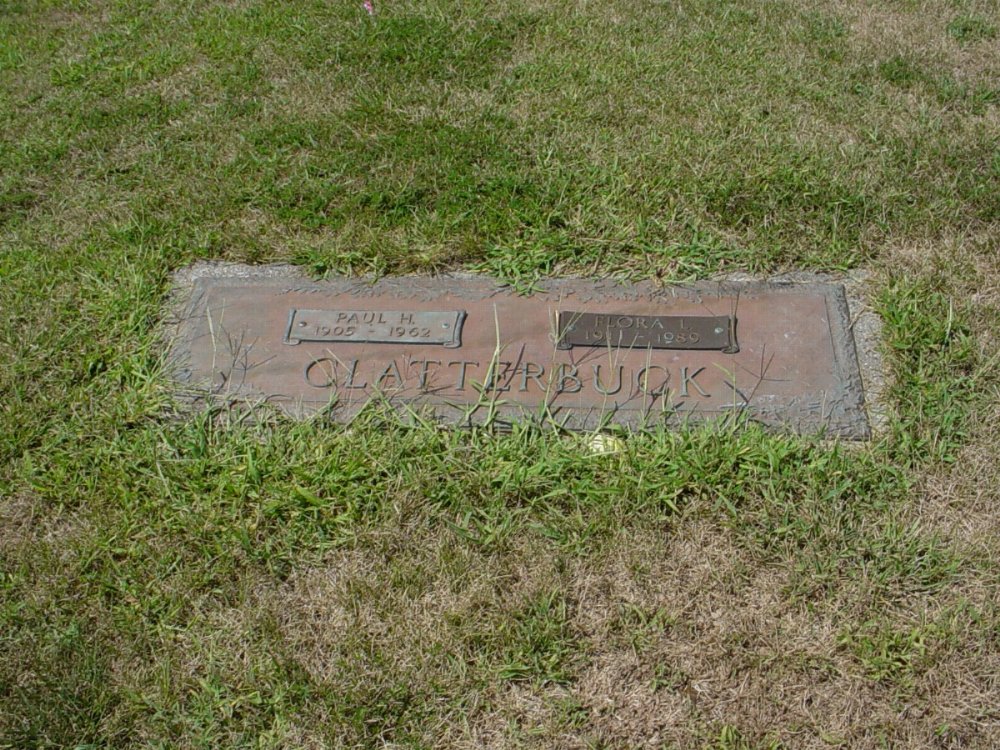 PAUL H.
1905 - 1962
FLORA L.
- 1989
CLATTERBUCK